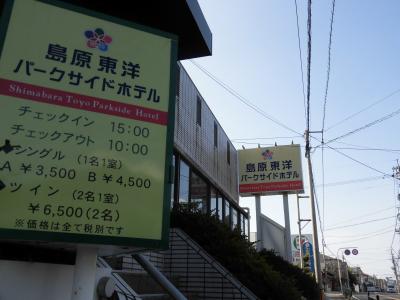 島原東洋
パークサイドホテル
Shimabara Toyo Parkside Hotel
チェックイン 15:00
チェックアウト 10:00
シングル (1名1室)
A ¥3,500 B ¥4,500
ツイン (2名1室)
¥6,500(2名)
※価格は全て税別です
島原東洋
パークサイドホテル